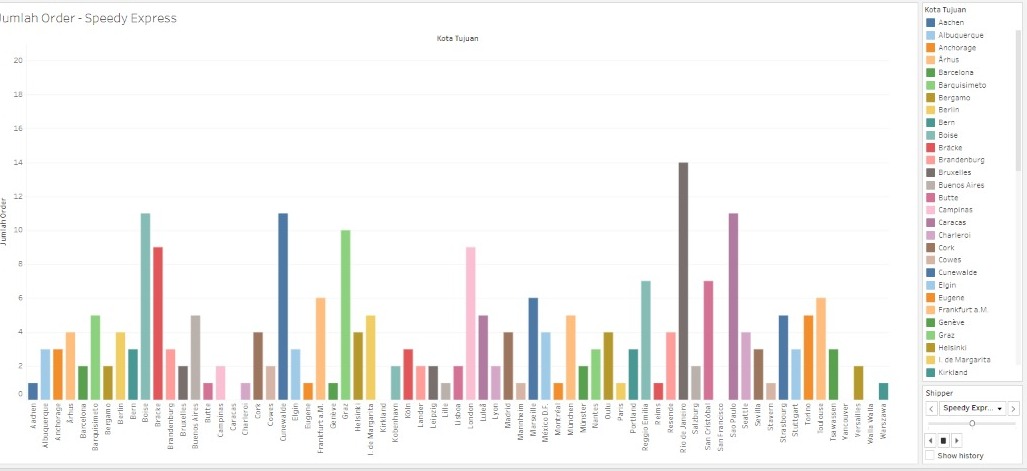 Jumlah Order - Speedy Express
Kota Tujuan
20
18
16
14
12
10
8
6
4
2
0
Jumlah Order
Aachen
Albuquerque
Anchorage
Århus
Barcelona
Barquisimeto
Bergamo
Berlin
Bern
Boise
Bräcke
Brandenburg
Bruxelles
Buenos Aires
Butte
Campinas
Caracas
Charleroi
Cork
Cowes
Cunewalde
Elgin
Eugene
Frankfurt a.M.
Genève
Graz
Helsinki
I. de Margarita
Kirkland
Kobenhavn
Köln
Lander
Leipzig
Lille
Lisboa
London
Luleå
Lyon
Madrid
Mannheim
Marseille
México D.F.
Montréal
München
Münster
Nantes
Oulu
Paris
Portland
Reggio Emilia
Reims
Resende
Rio de Janeiro
Salzburg
San Cristóbal
San Francisco
Sao Paulo
Seattle
Sevilla
Stavern
Strasbourg
Stuttgart
Torino
Toulouse
Tsawassen
Vancouver
Versailles
Walla Walla
Warszawa
Kota Tujuan
Aachen
Albuquerque
Anchorage
Århus
Barcelona
Barquisimeto
Bergamo
Berlin
Bern
Boise
Bräcke
Brandenburg
Bruxelles
Buenos Aires
Butte
Campinas
Caracas
Charleroi
Cork
Cowes
Cunewalde
Elgin
Eugene
Frankfurt a.M.
Genève
Graz
Helsinki
I. de Margarita
Kirkland
Shipper
Speedy Expr...
Show history